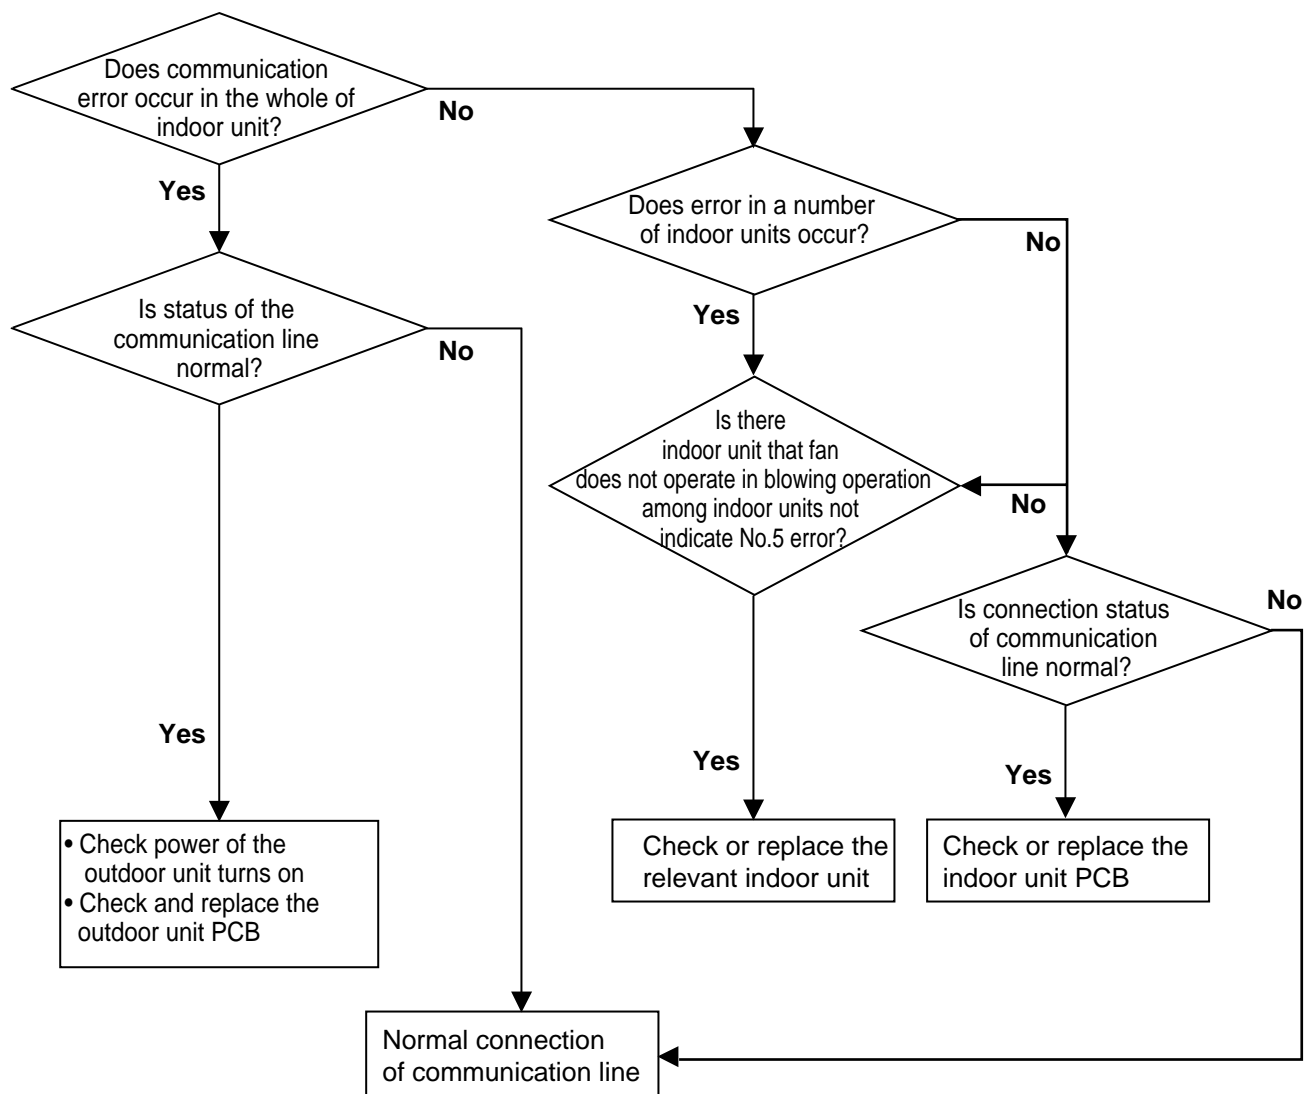 Does communication
error occur in the whole of
indoor unit?
No
Yes
Does error in a number
of indoor units occur?
No
Is status of the
communication line
normal?
Yes
No
Is there
indoor unit that fan
does not operate in blowing operation
among indoor units not
indicate No.5 error?
No
Is connection status
of communication
line normal?
No
Yes
Yes
Yes
• Check power of the
outdoor unit turns on
• Check and replace the
outdoor unit PCB
Check or replace the
relevant indoor unit
Check or replace the
indoor unit PCB
Normal connection
of communication line